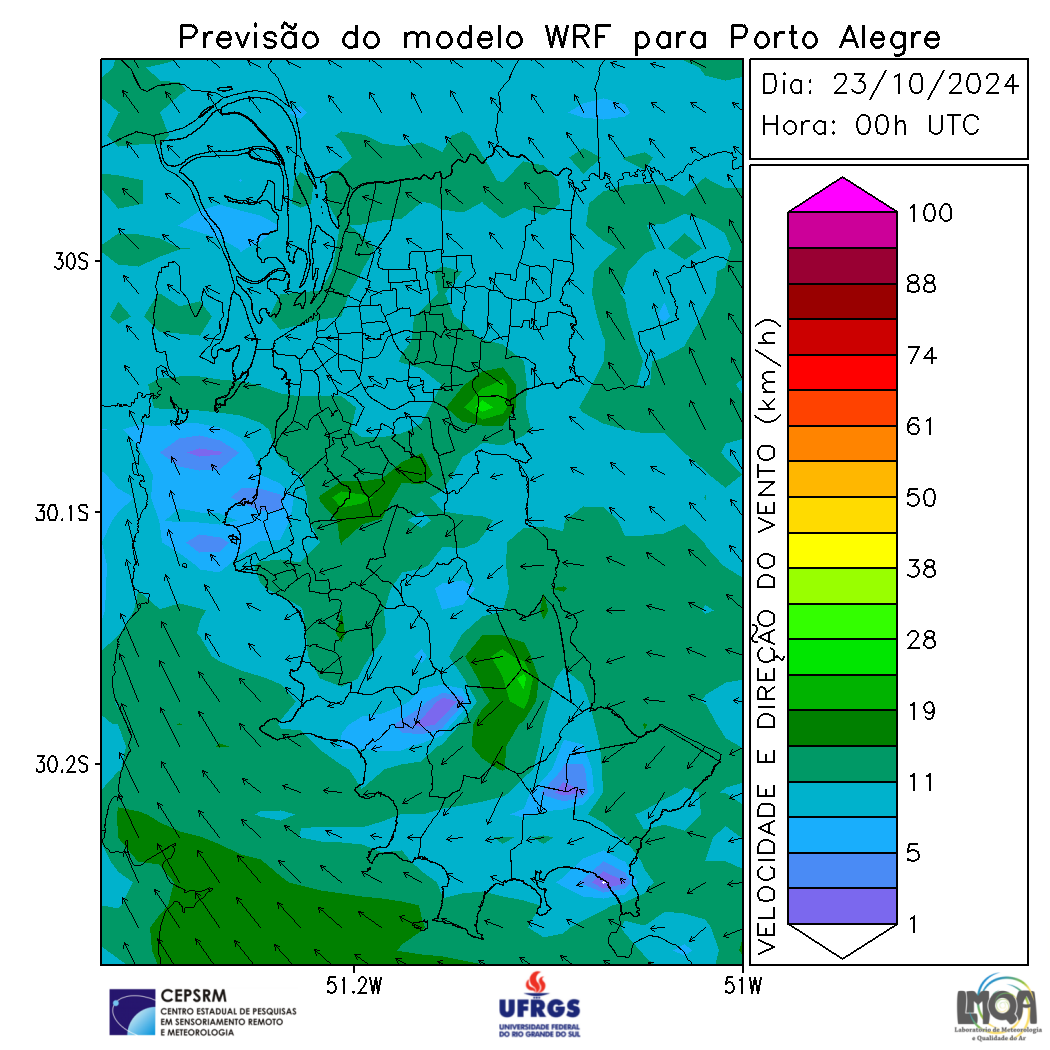 Previsão do modelo WRF para Porto Alegre
Dia: 23/10/2024
Hora: 00h UTC
30S
30.1S
30.2S
51.2W
51W
VELOCIDADE E DIREÇÃO DO VENTO (km/h)
100
88
74
61
50
38
28
19
11
5
1
CEPSRM
CENTRO ESTADUAL DE PESQUISAS
EM SENSORIAMENTO REMOTO
E METEOROLOGIA
UFRGS
UNIVERSIDADE FEDERAL
DO RIO GRANDE DO SUL
LMQA
Laboratório de Meteorologia
e Qualidade do Ar